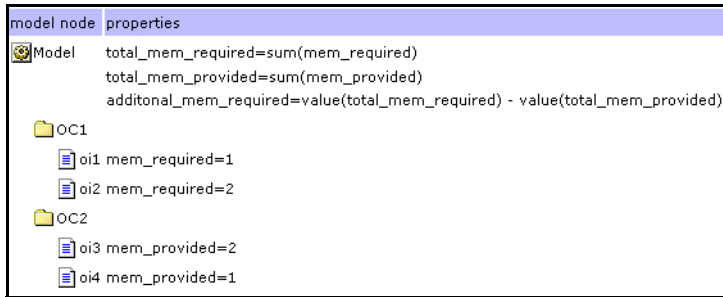 model node properties
Model total_mem_required=sum(mem_required)
total_mem_provided=sum(mem_provided)
additonal_mem_required=value(total_mem_required) - value(total_mem_provided)
OC1
oi1 mem_required=1
oi2 mem_required=2
OC2
oi3 mem_provided=2
oi4 mem_provided=1